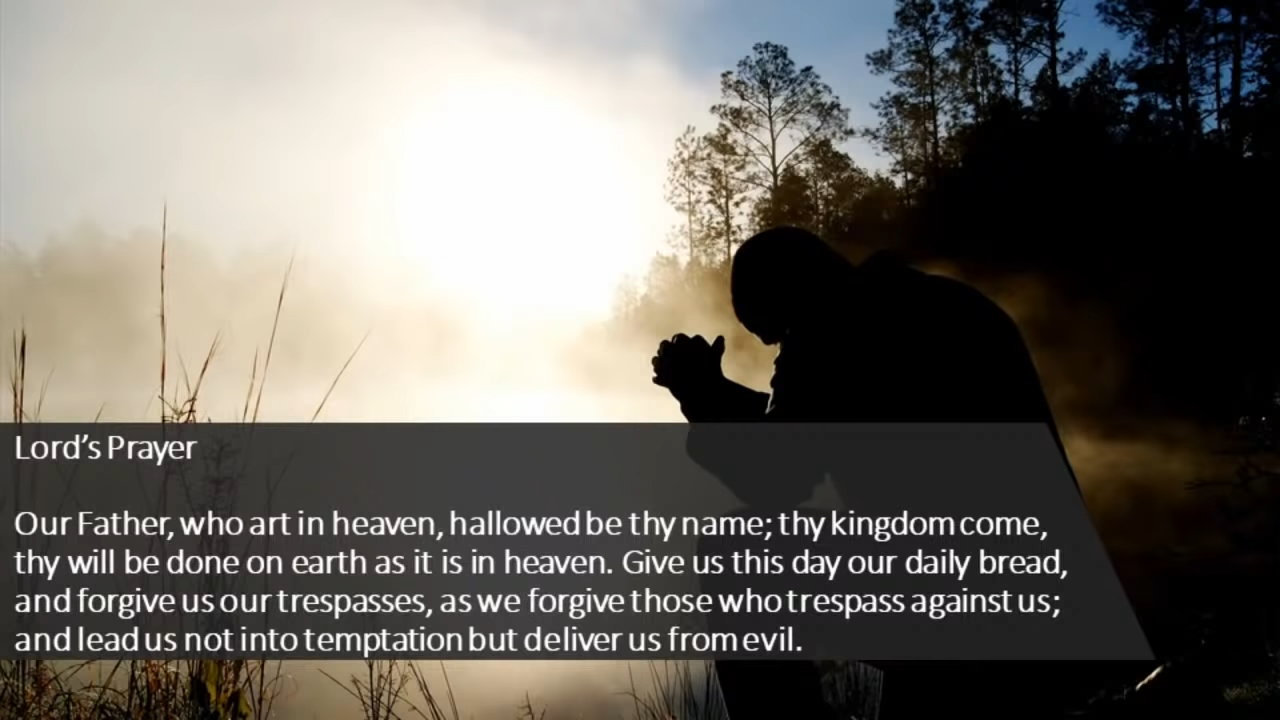 Lord’s Prayer
Our Father, who art in heaven, hallowed be thy name; thy kingdom come,
thy will be done on earth as it is in heaven. Give us this day our daily bread,
and forgive us our trespasses, as we forgive those who trespass against us;
and lead us not into temptation but deliver us from evil.